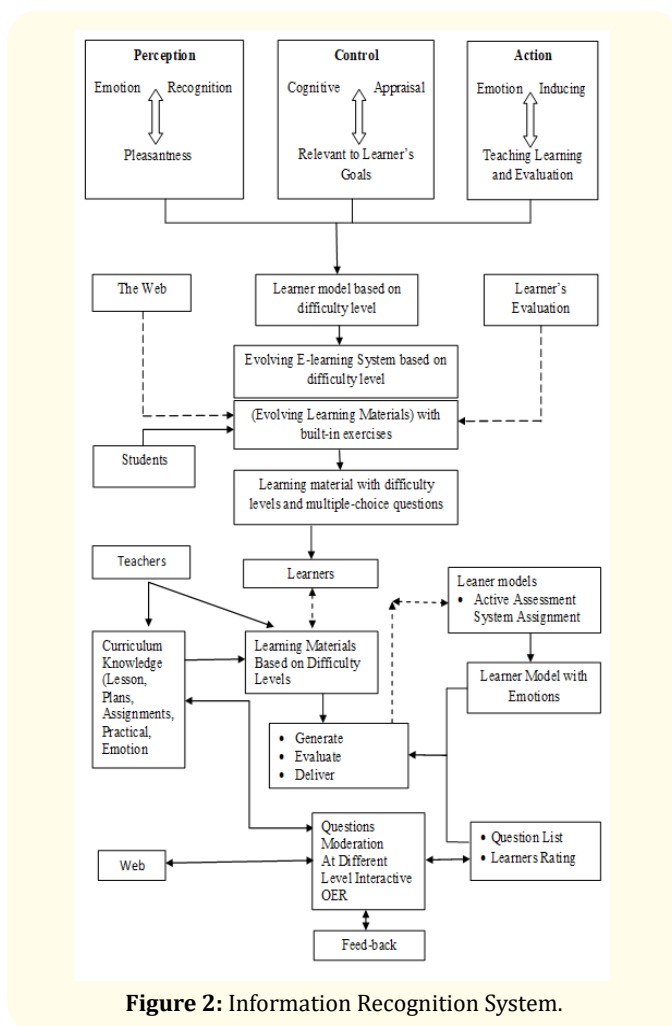 Perception
Emotion Recognition
Pleasantness
Control
Cognitive Appraisal
Relevant to Learner's
Goals
Action
Emotion Inducing
Teaching Learning
and Evaluation
The Web
Learner model based on
difficulty level
Learner's
Evaluation
Evolving E-learning System based on
difficulty level
(Evolving Learning Materials) with
built-in exercises
Students
Learning material with difficulty
levels and multiple-choice questions
Teachers
Learners
Leaner models
• Active Assessment
System Assignment
Curriculum
Knowledge
(Lesson,
Plans,
Assignments,
Practical,
Emotion
Learning Materials
Based on Difficulty
Levels
Learner Model with
Emotions
• Generate
• Evaluate
• Deliver
Questions
Moderation
At Different
Level Interactive
OER
• Question List
• Learners Rating
Web
Feed-back
Figure 2: Information Recognition System.